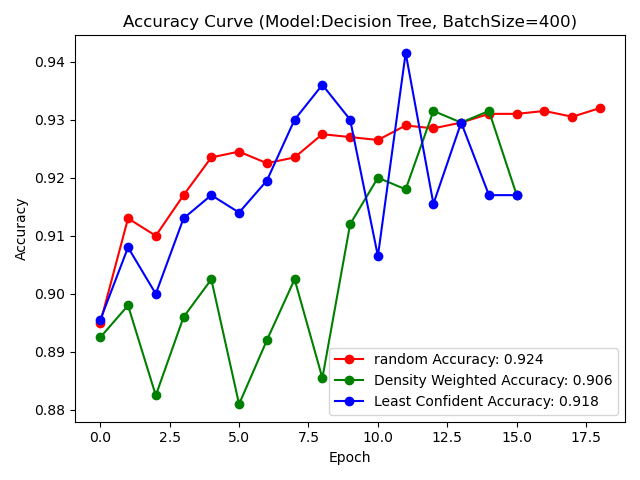 Accuracy Curve (Model:Decision Tree, BatchSize=400)
Accuracy
0.94
0.93
0.92
0.91
0.90
0.89
0.88
random Accuracy: 0.924
Density Weighted Accuracy: 0.906
Least Confident Accuracy: 0.918
0.0 2.5 5.0 7.5 10.0 12.5 15.0 17.5
Epoch